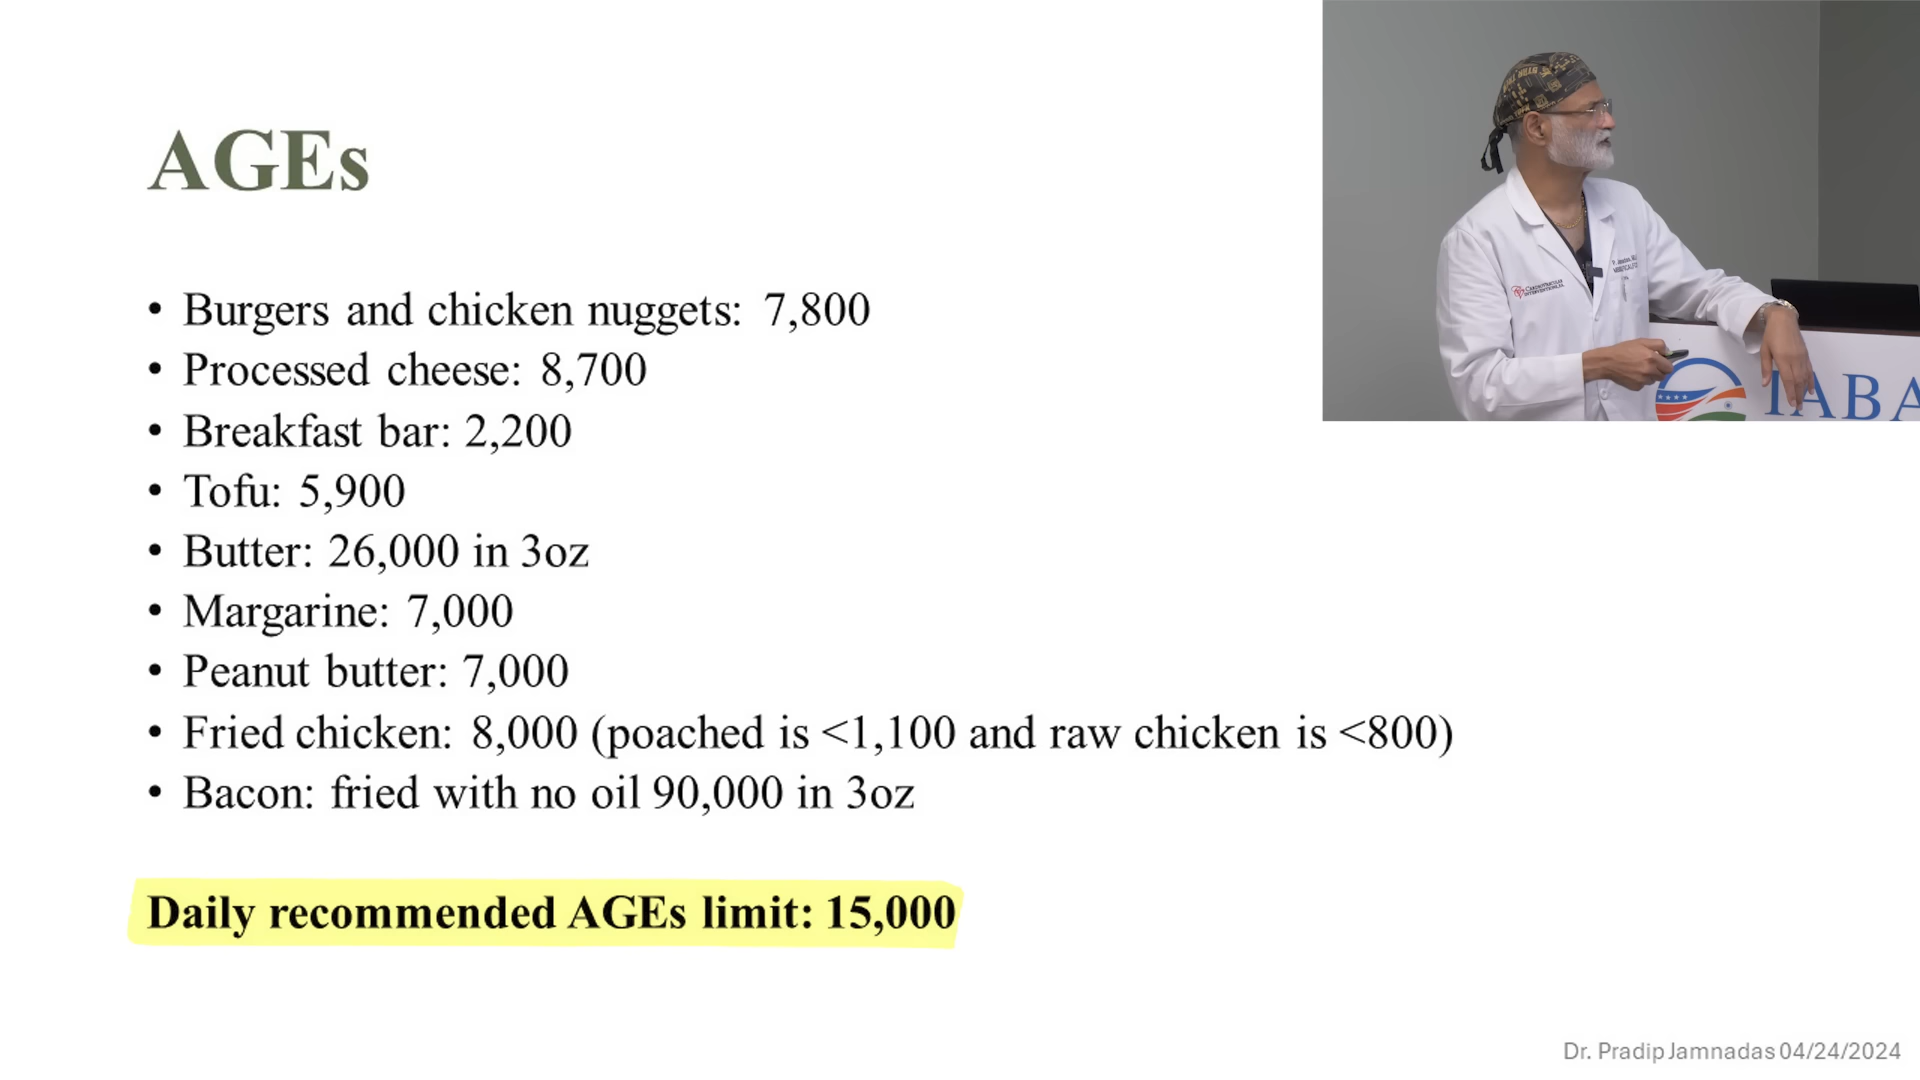 AGEs
• Burgers and chicken nuggets: 7,800
• Processed cheese: 8,700
• Breakfast bar: 2,200
• Tofu: 5,900
• Butter: 26,000 in 3oz
• Margarine: 7,000
• Peanut butter: 7,000
• Fried chicken: 8,000 (poached is <1,100 and raw chicken is <800)
• Bacon: fried with no oil 90,000 in 3oz
Daily recommended AGEs limit: 15,000
CARDIOVASCULAR
INTERVENTIONS, P.A.
IABA
Dr. Pradip Jamnadas 04/24/2024